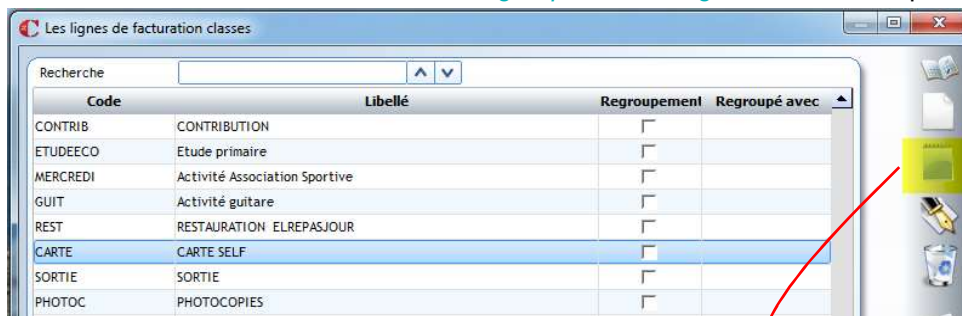 Les lignes de facturation classes
Recherche
Code Libellé Regroupement Regroupé avec
CONTRIB CONTRIBUTION
ETUDEECO Etude primaire
MERCREDI Activité Association Sportive
GUIT Activité guitare
REST RESTAURATION ELREPASJOUR
CARTE CARTE SELF
SORTIE SORTIE
PHOTOC PHOTOCOPIES